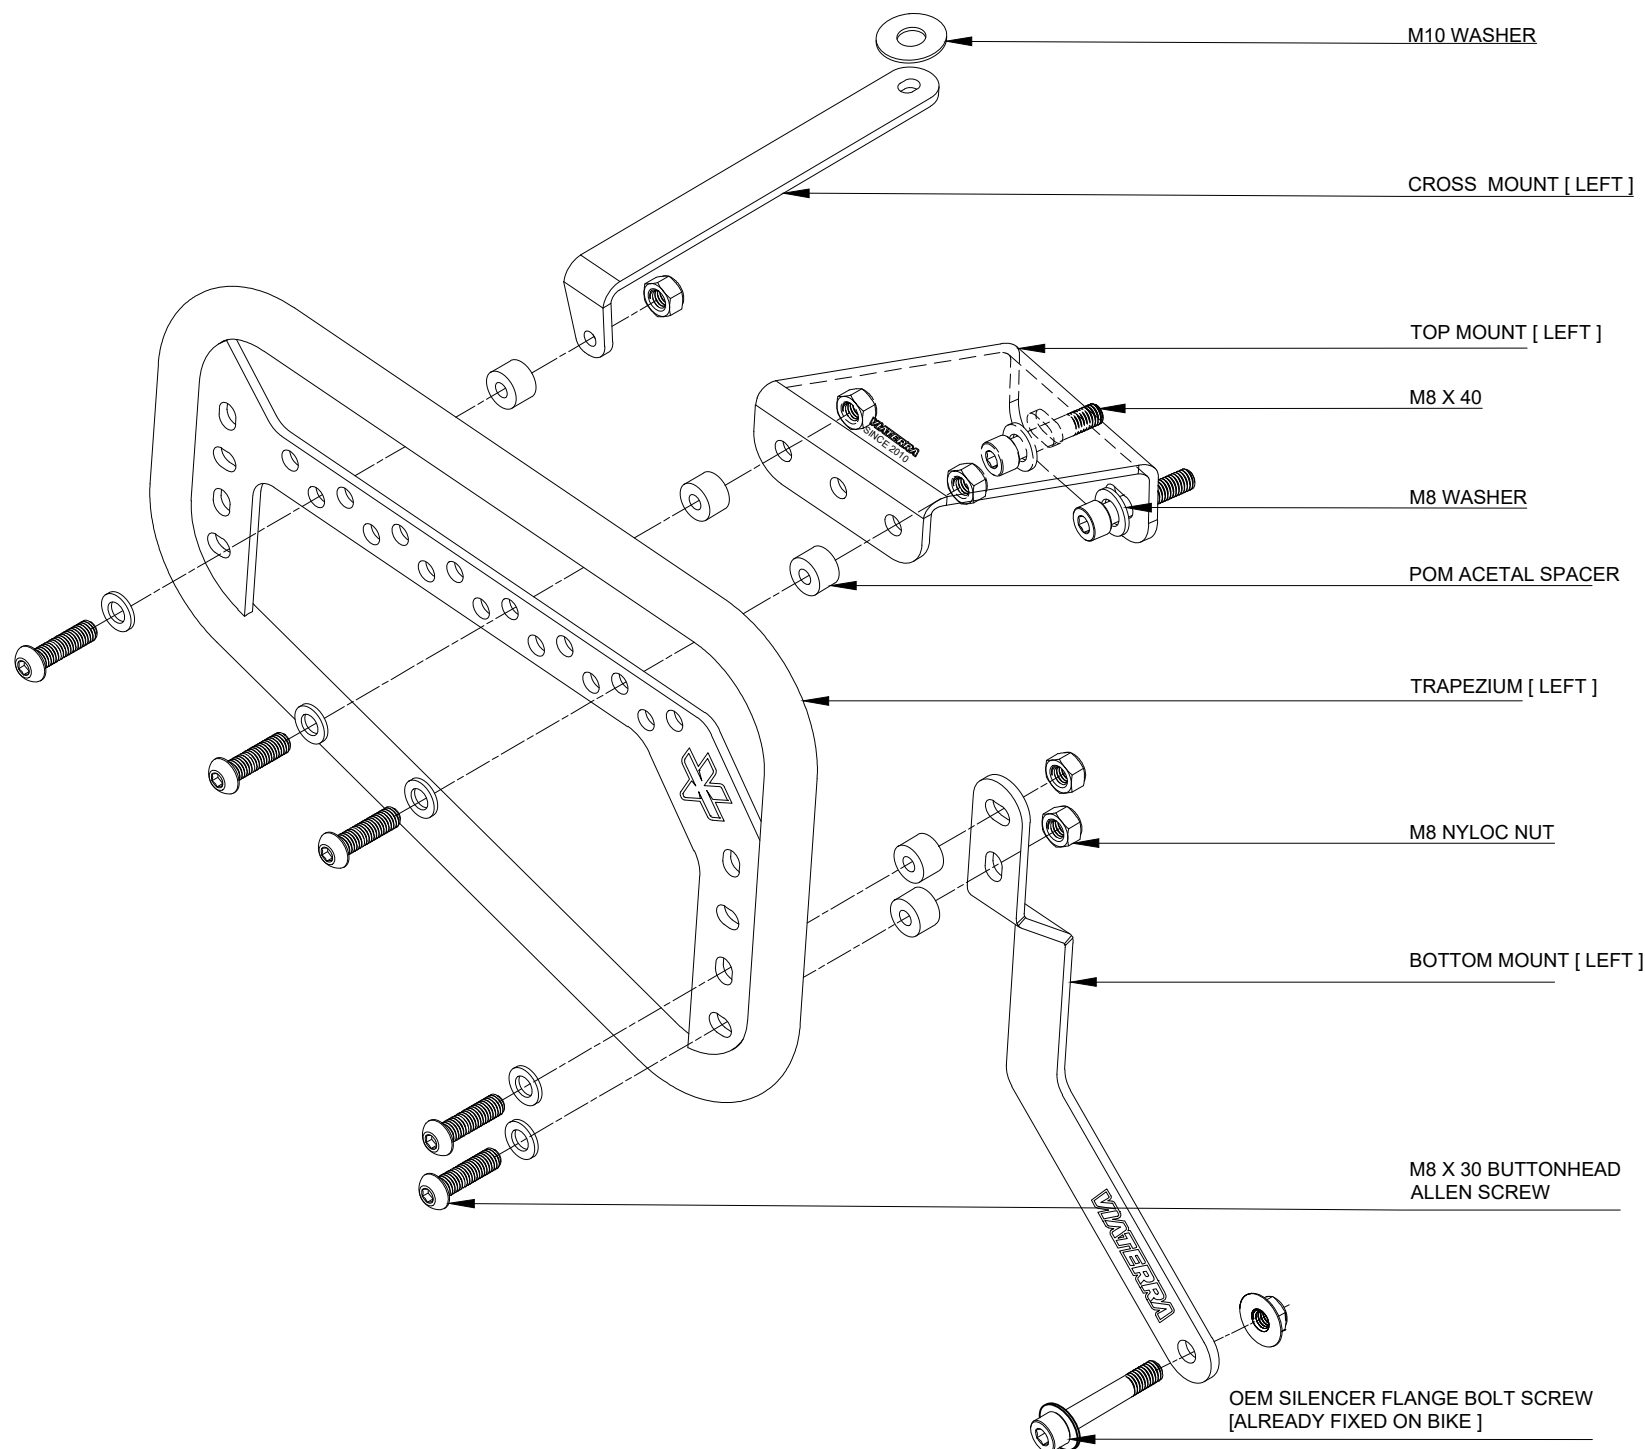 M10 WASHER
CROSS MOUNT [ LEFT ]
TOP MOUNT [ LEFT ]
M8 X 40
VIATERRA
SINCE 2010
M8 WASHER
POM ACETAL SPACER
TRAPEZIUM [ LEFT ]
M8 NYLOC NUT
BOTTOM MOUNT [ LEFT ]
M8 X 30 BUTTONHEAD
ALLEN SCREW
VIATERRA
OEM SILENCER FLANGE BOLT SCREW
[ALREADY FIXED ON BIKE ]